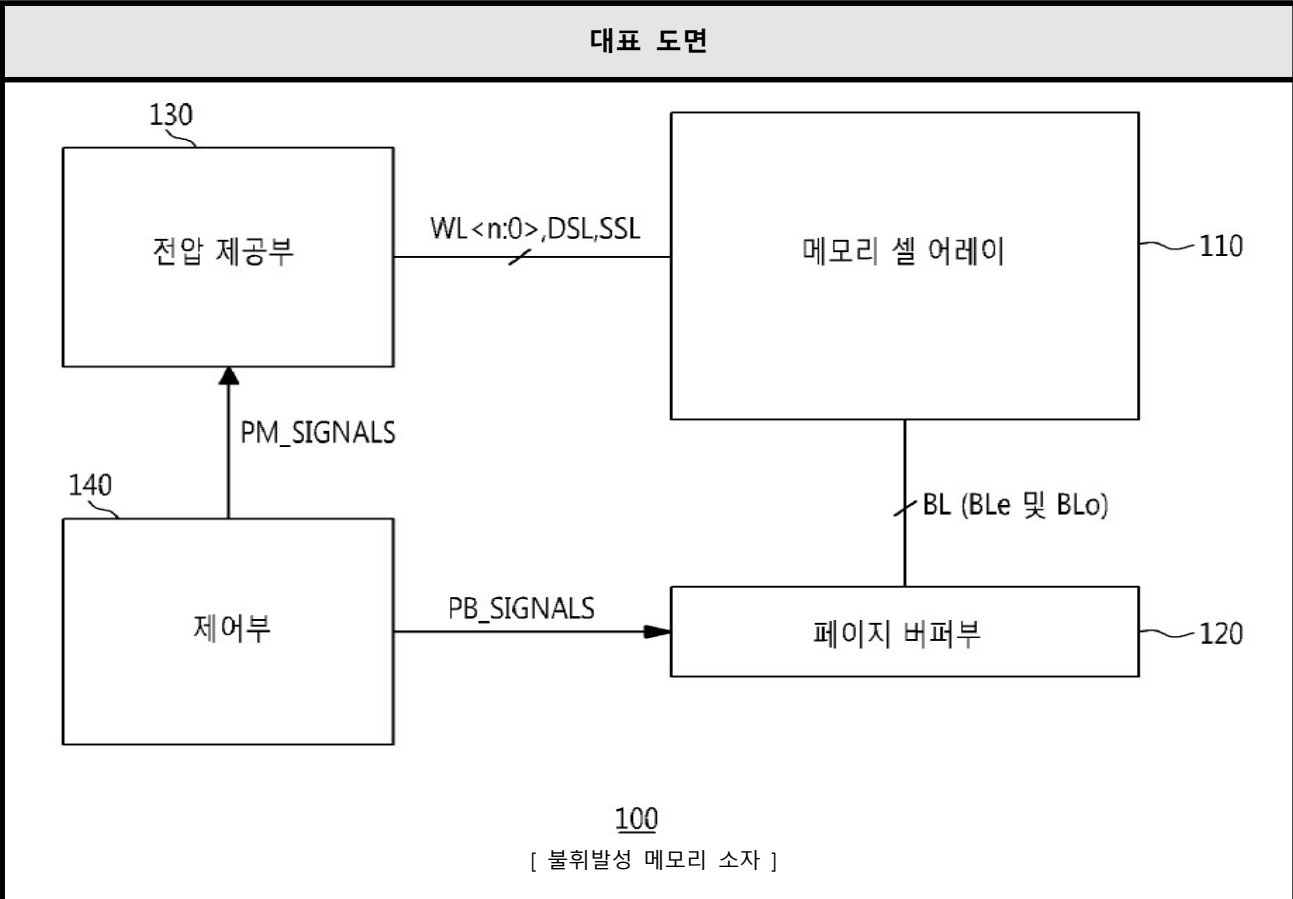 대표 도면
130
전압 제공부
WL<n:0>,DSL,SSL
메모리 셀 어레이
110
PM_SIGNALS
140
제어부
BL (BLe 및 BLo)
PB_SIGNALS
페이지 버퍼부
120
100
[ 불휘발성 메모리 소자 ]